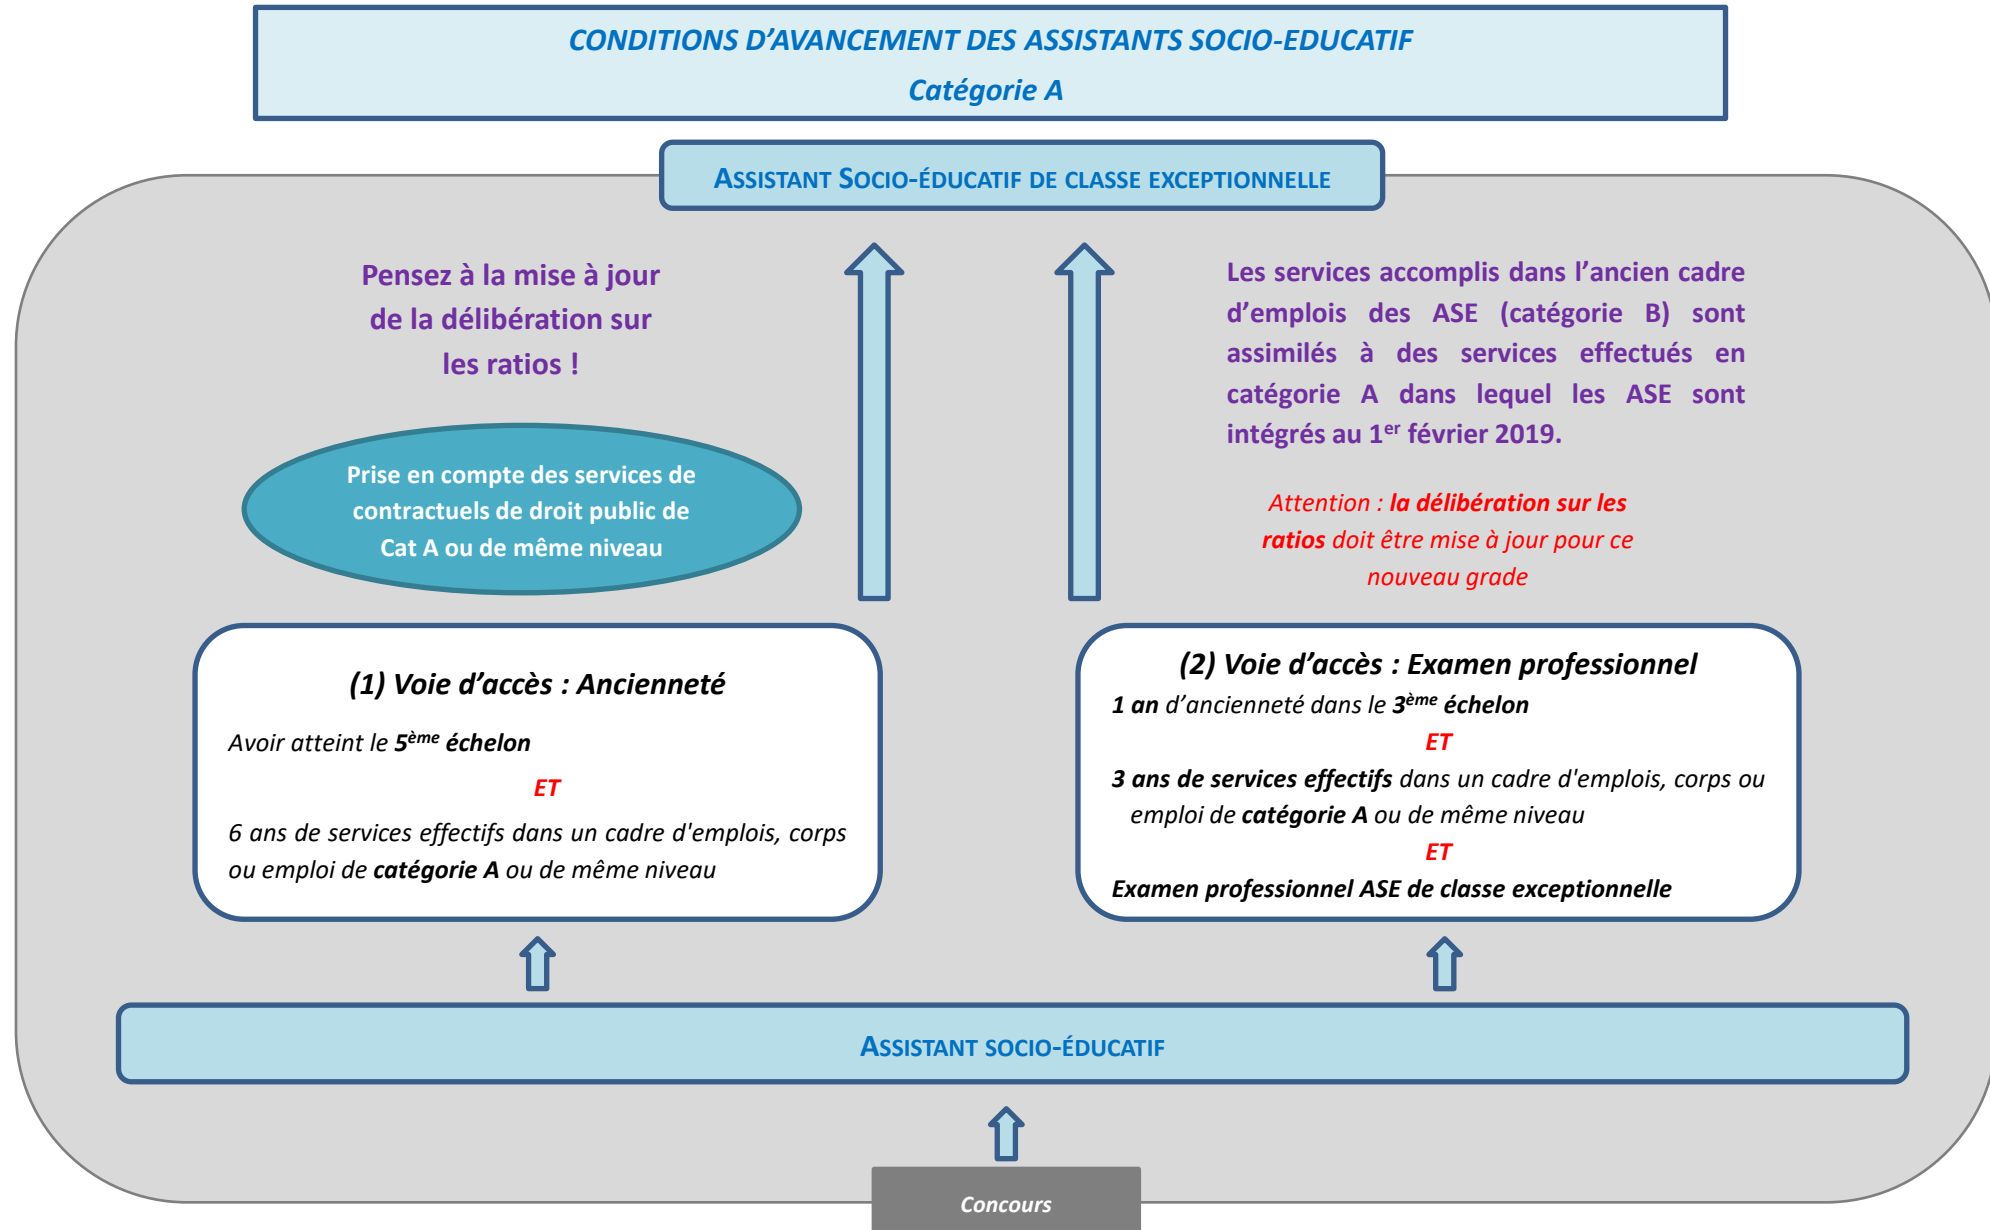 CONDITIONS D’AVANCEMENT DES ASSISTANTS SOCIO-EDUCATIF
Catégorie A
ASSISTANT SOCIO-ÉDUCATIF DE CLASSE EXCEPTIONNELLE
Pensez à la mise à jour
de la délibération sur
les ratios !
Les services accomplis dans l’ancien cadre
d’emplois des ASE (catégorie B) sont
assimilés à des services effectués en
catégorie A dans lequel les ASE sont
intégrés au 1er février 2019.
Prise en compte des services de
contractuels de droit public de
Cat A ou de même niveau
Attention : la délibération sur les
ratios doit être mise à jour pour ce
nouveau grade
(1) Voie d’accès : Ancienneté
Avoir atteint le 5ème échelon
ET
6 ans de services effectifs dans un cadre d'emplois, corps
ou emploi de catégorie A ou de même niveau
(2) Voie d’accès : Examen professionnel
1 an d’ancienneté dans le 3ème échelon
ET
3 ans de services effectifs dans un cadre d'emplois, corps ou
emploi de catégorie A ou de même niveau
ET
Examen professionnel ASE de classe exceptionnelle
ASSISTANT SOCIO-ÉDUCATIF
Concours